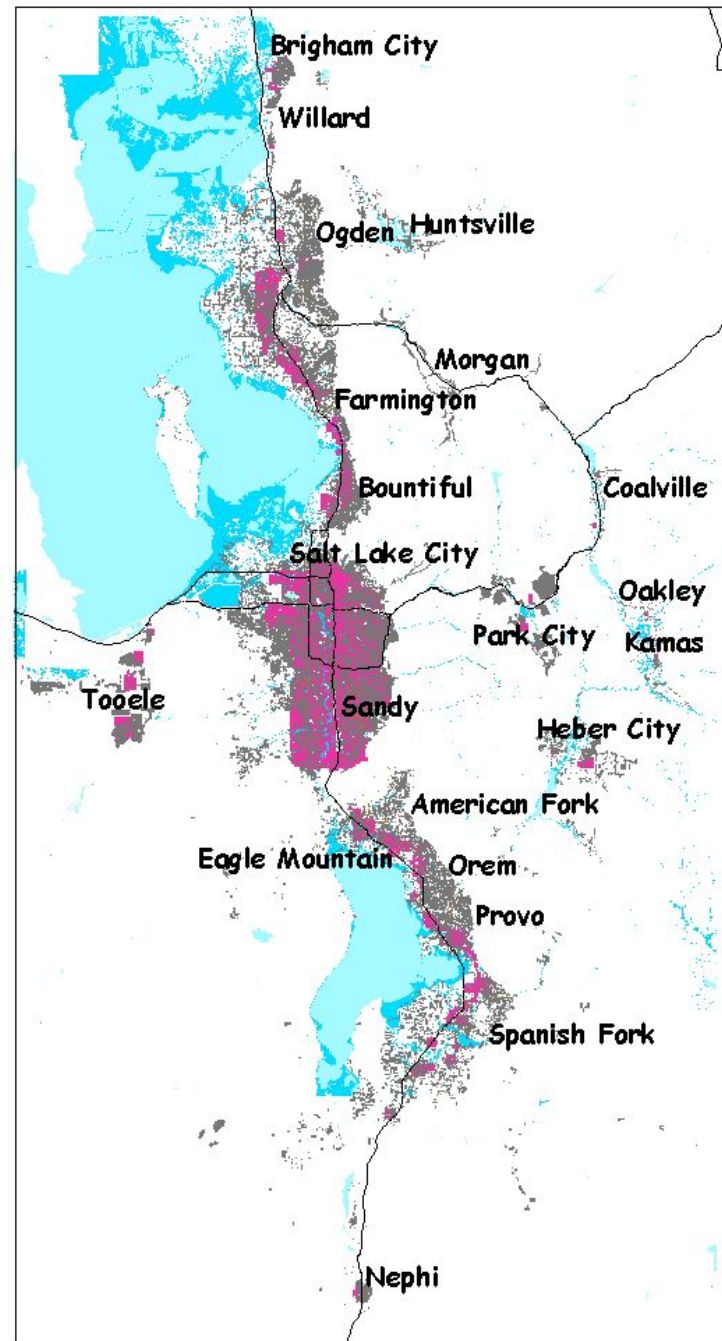 Brigham City
Willard
Ogden
Huntsville
Morgan
Farmington
Bountiful
Coalville
Salt Lake City
Oakley
Park City
Kamas
Tooele
Sandy
Heber City
American Fork
Eagle Mountain
Orem
Provo
Spanish Fork
Nephi